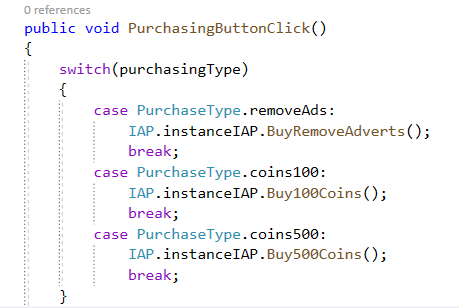 0 references
public void PurchasingButtonClick()
{
switch(purchasingType)
{
case PurchaseType.removeAds:
IAP.instanceIAP.BuyRemoveAdverts();
break;
case PurchaseType.coins100:
IAP.instanceIAP.Buy100Coins();
break;
case PurchaseType.coins500:
IAP.instanceIAP.Buy500Coins();
break;
}